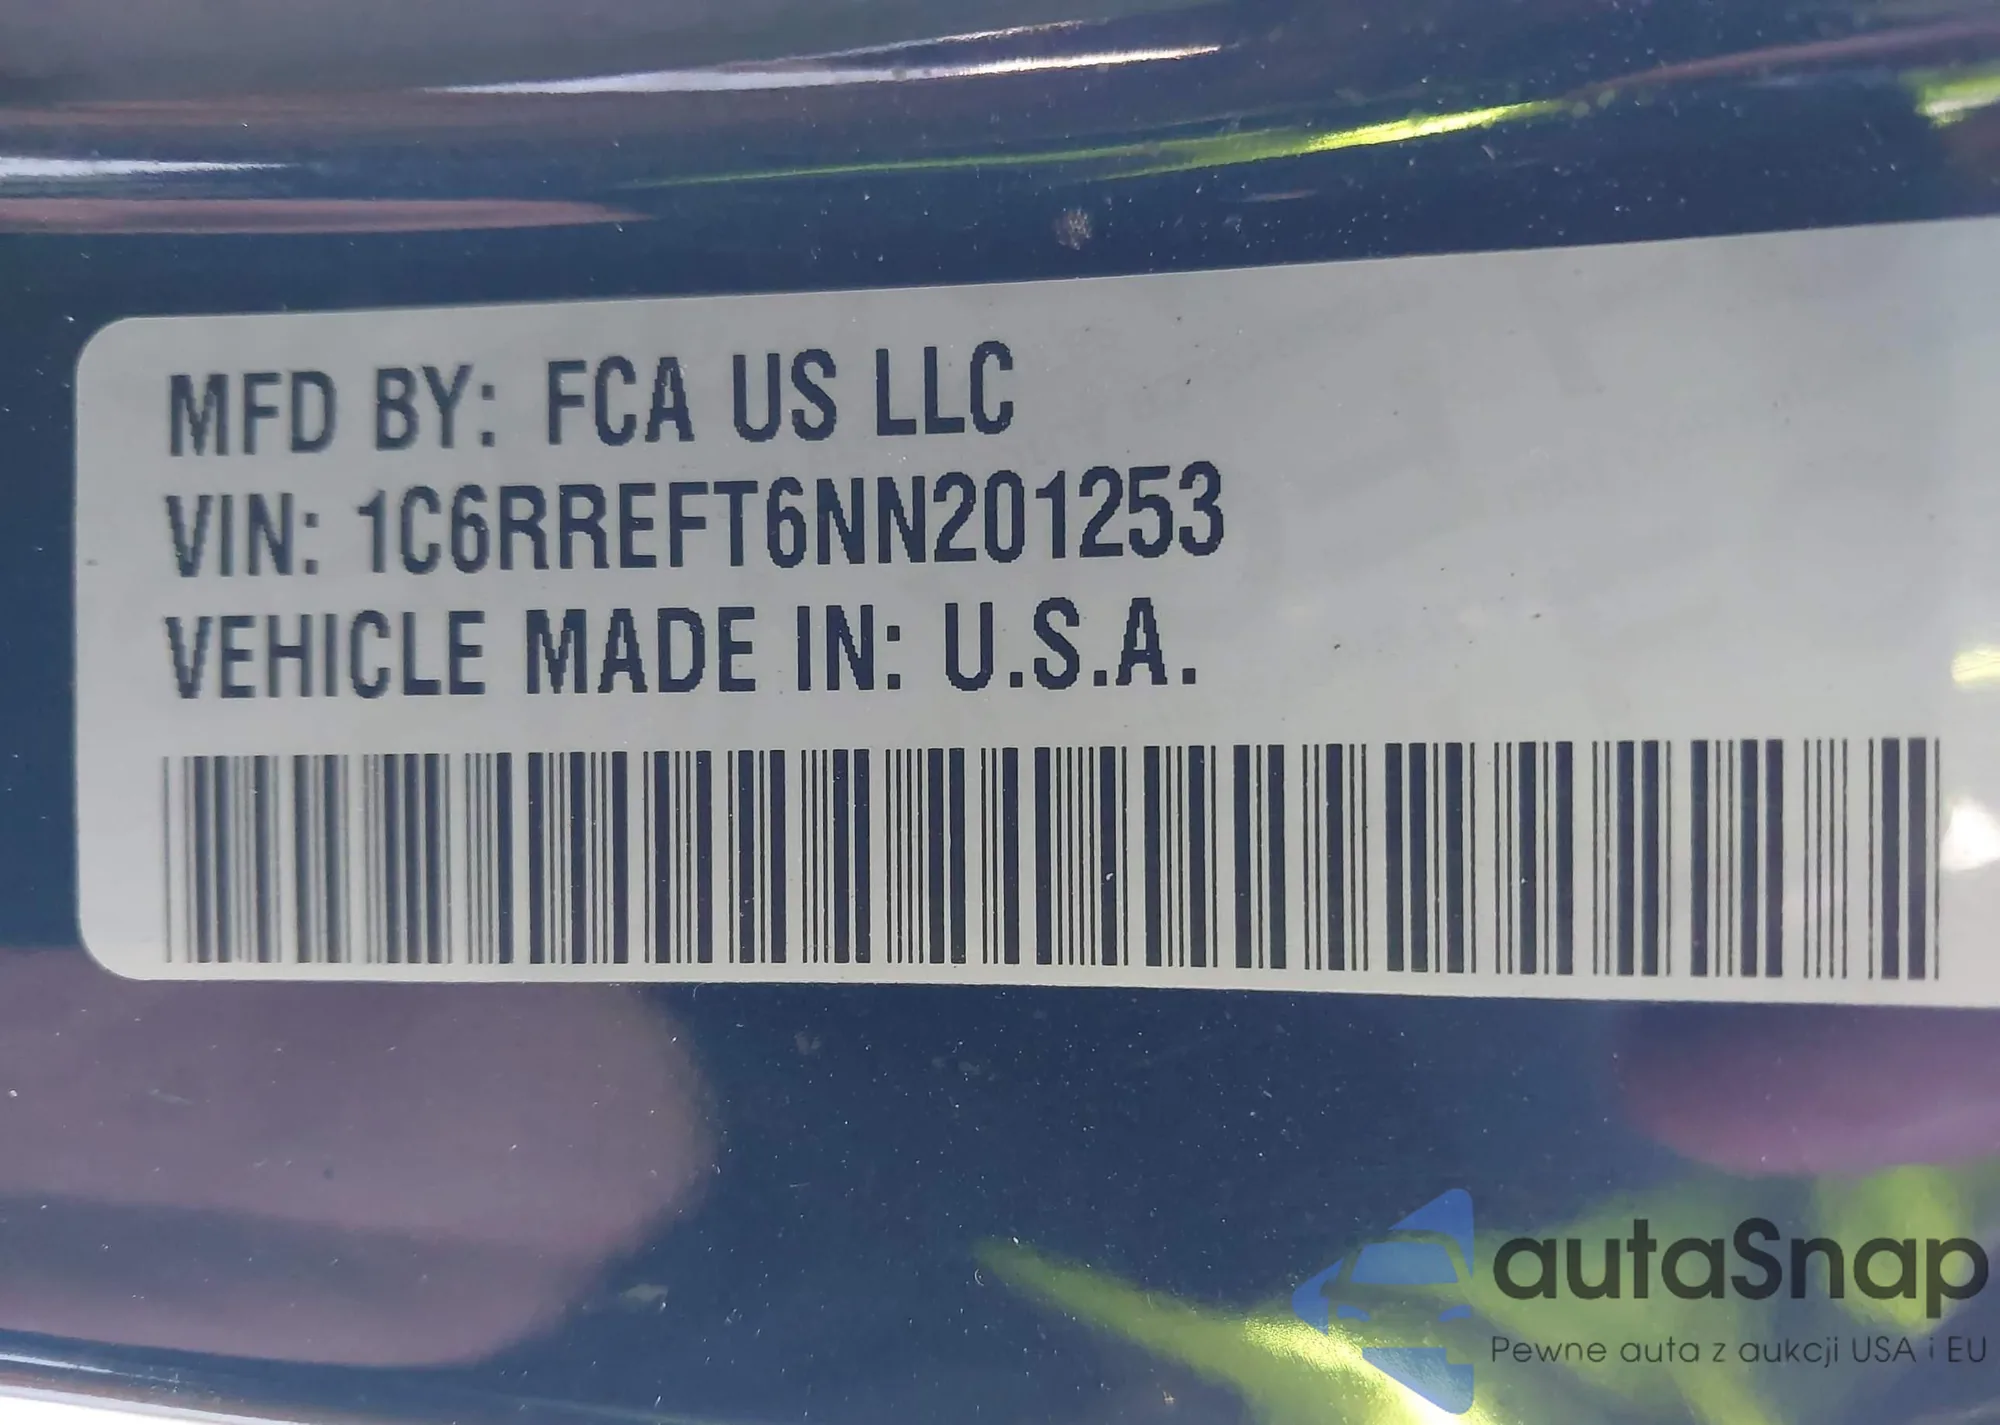 MFD BY: FCA US LLC
VIN: 1C6RREFT6NN201253
VEHICLE MADE IN: U.S.A.
autaSnap
Pewne auta z aukcji USA i EU